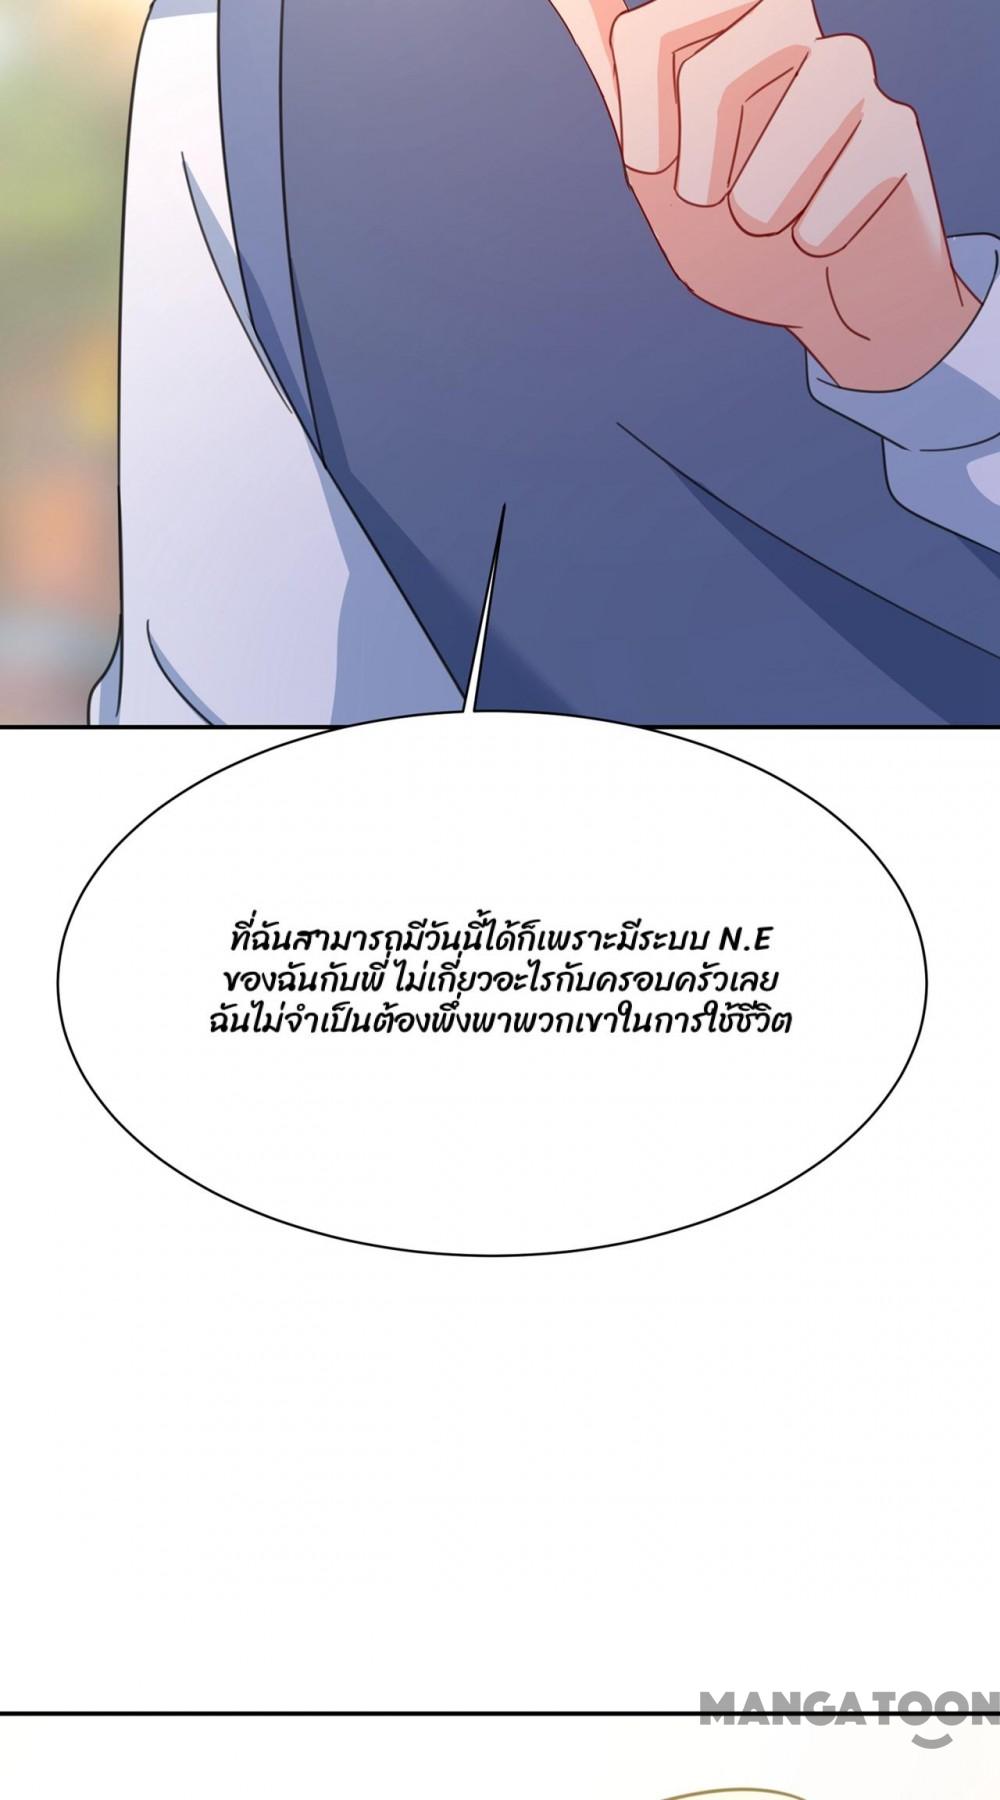 ที่ฉันสามารถมีวันนี้ได้ก็เพราะมีระบบ N.E
ของฉันกับพี่ ไม่เกี่ยวอะไรกับครอบครัวเลย
ฉันไม่จำเป็นต้องพึ่งพาพวกเขาในการใช้ชีวิต
MANGATOON